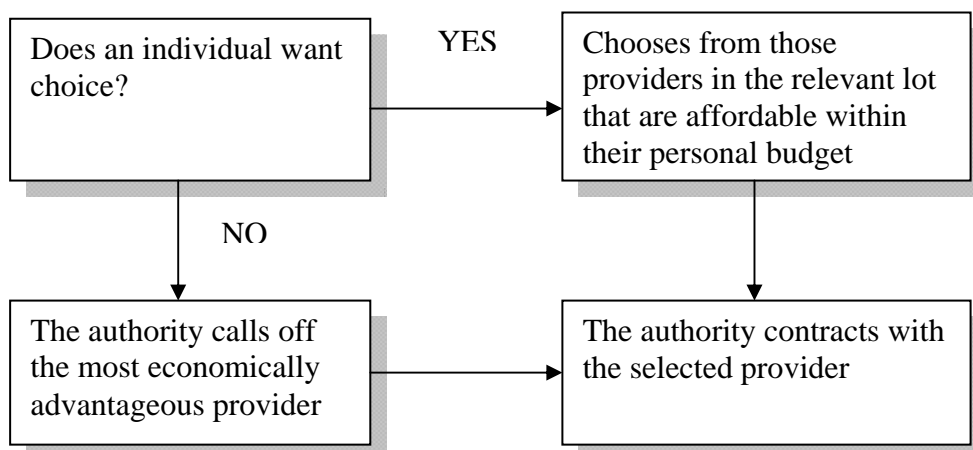 Does an individual want
choice?
YES
Chooses from those
providers in the relevant lot
that are affordable within
their personal budget
NO
The authority calls off
the most economically
advantageous provider
The authority contracts with
the selected provider